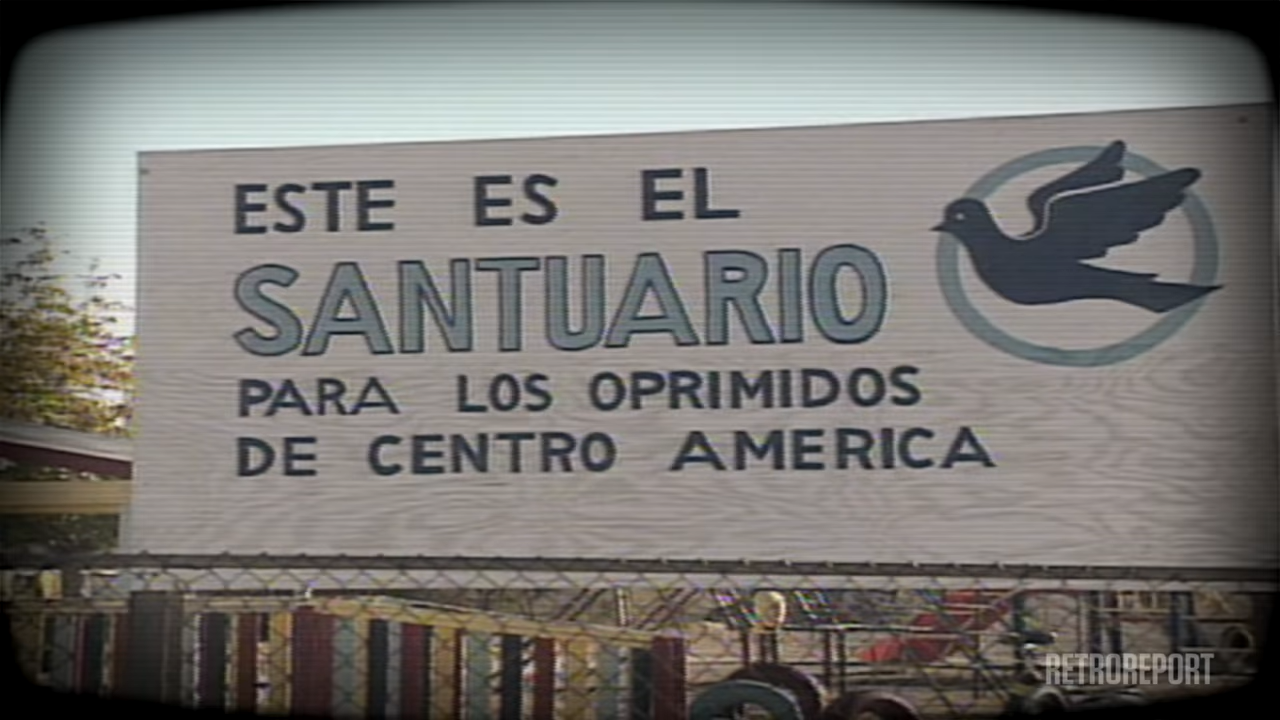 ESTE ES EL
SANTUARIO
PARA LOS OPRIMIDOS
DE CENTRO AMERICA
RETROREPORT